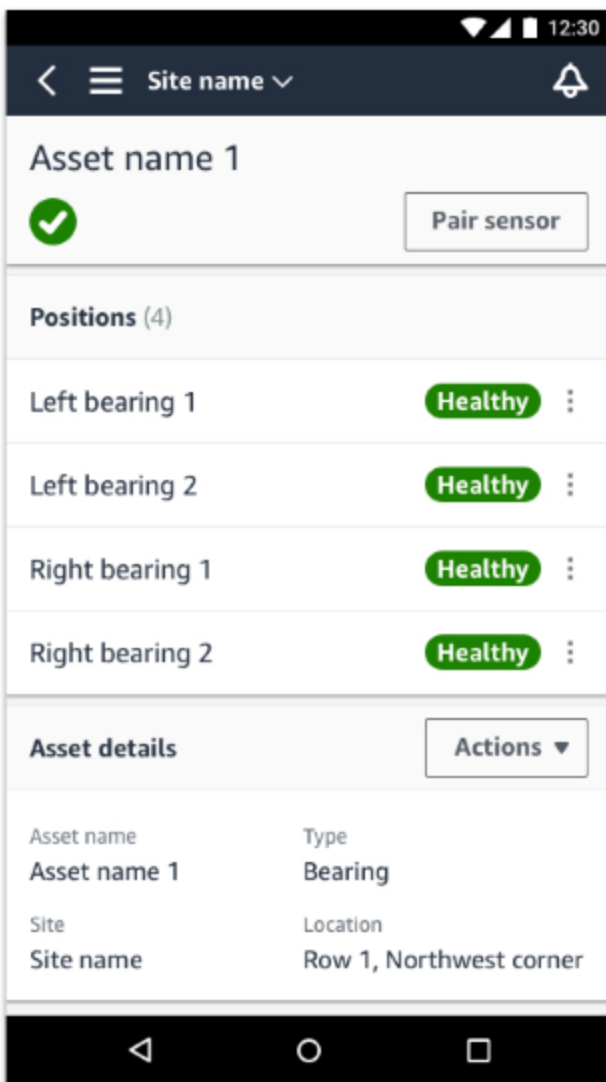 12:30
Site name
Asset name 1
Pair sensor
Positions (4)
Left bearing 1 Healthy
Left bearing 2 Healthy
Right bearing 1 Healthy
Right bearing 2 Healthy
Asset details Actions
Asset name Type
Asset name 1 Bearing
Site Location
Site name Row 1, Northwest corner